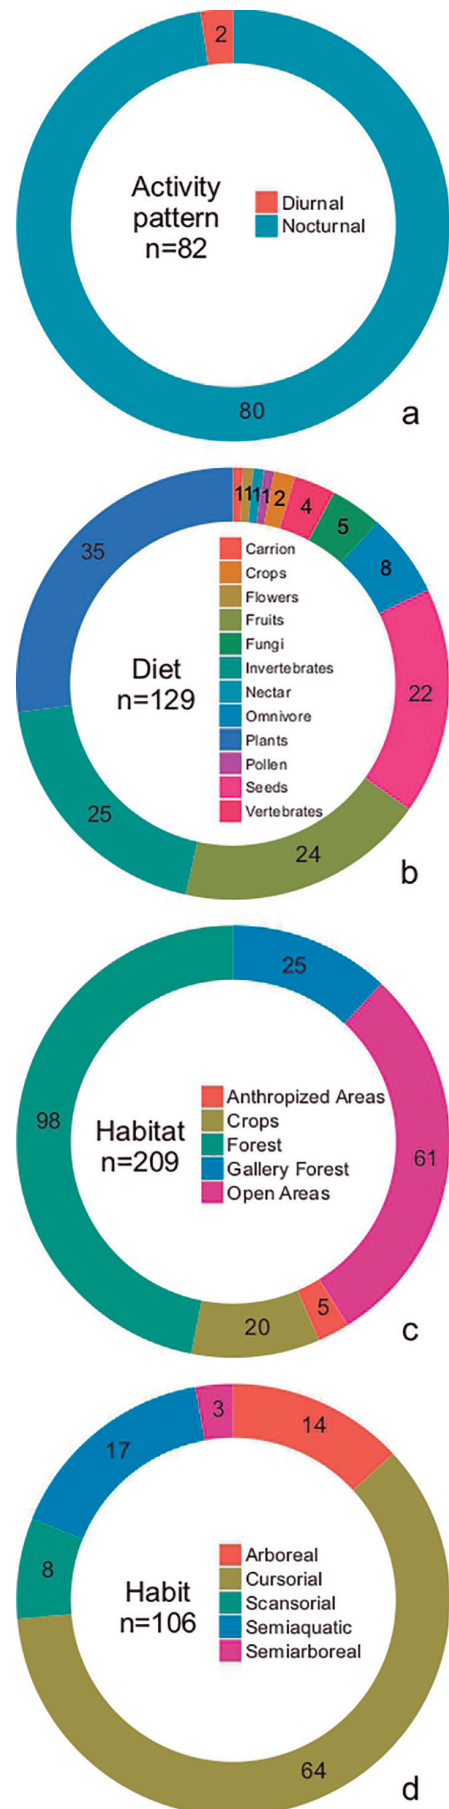 2
Activity
pattern
n=82
Diurnal
Nocturnal
80
a
1 1 1 1 2 4 5 8
35
22
25
24
Diet
n=129
Carrion
Crops
Flowers
Fruits
Fungi
Invertebrates
Nectar
Omnivore
Plants
Pollen
Seeds
Vertebrates
b
25
98
61
20
5
Habitat
n=209
Anthropized Areas
Crops
Forest
Gallery Forest
Open Areas
c
3
14
17
8
64
Habit
n=106
Arboreal
Cursorial
Scansorial
Semiaquatic
Semiarboreal
d